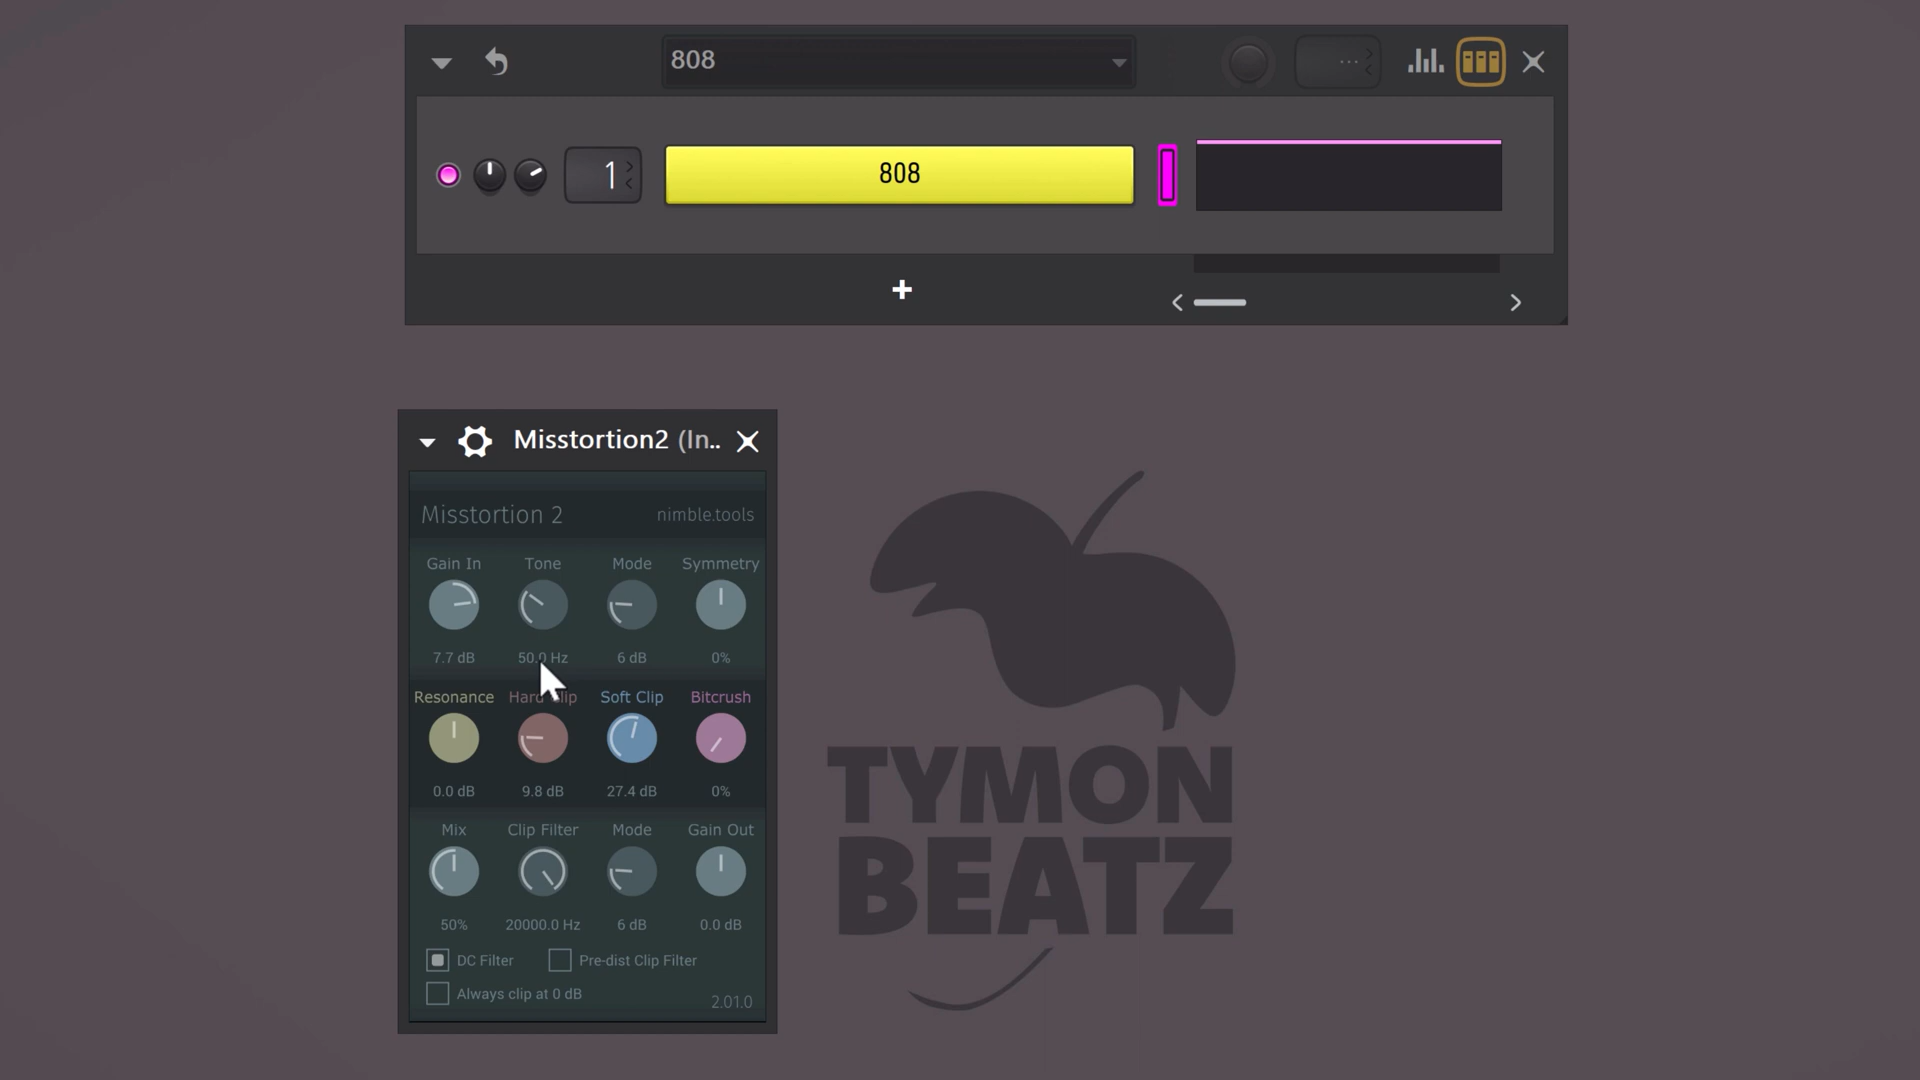 808
...
1
808
+
Misstortion2 (In..
Misstortion 2 nimble.tools
Gain In Tone Mode Symmetry
7.7 dB 50.0 Hz 6 dB 0%
Resonance Hard Clip Soft Clip Bitcrush
0.0 dB 9.8 dB 27.4 dB 0%
Mix Clip Filter Mode Gain Out
50% 20000.0 Hz 6 dB 0.0 dB
DC Filter Pre-dist Clip Filter
Always clip at 0 dB 2.01.0
TYMON
BEATZ